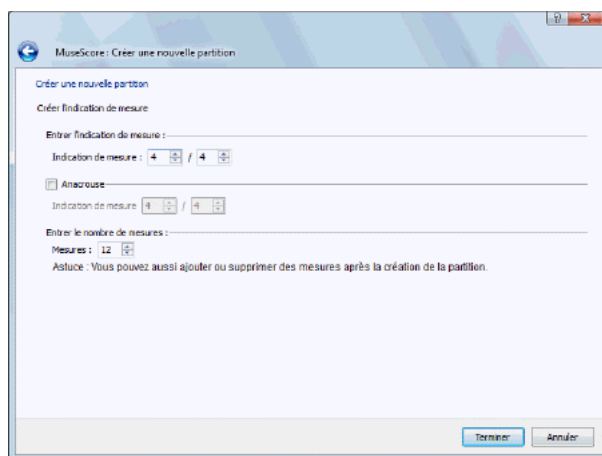 MuseScore : Créer une nouvelle partition
Créer une nouvelle partition
Créer l'indication de mesure
Entrer l'indication de mesure :
Indication de mesure : 4 / 4
Anacrouse
Indication de mesure 4 / 4
Entrer le nombre de mesures :
Mesures : 12
Astuce : Vous pouvez aussi ajouter ou supprimer des mesures après la création de la partition.
Terminer Annuler